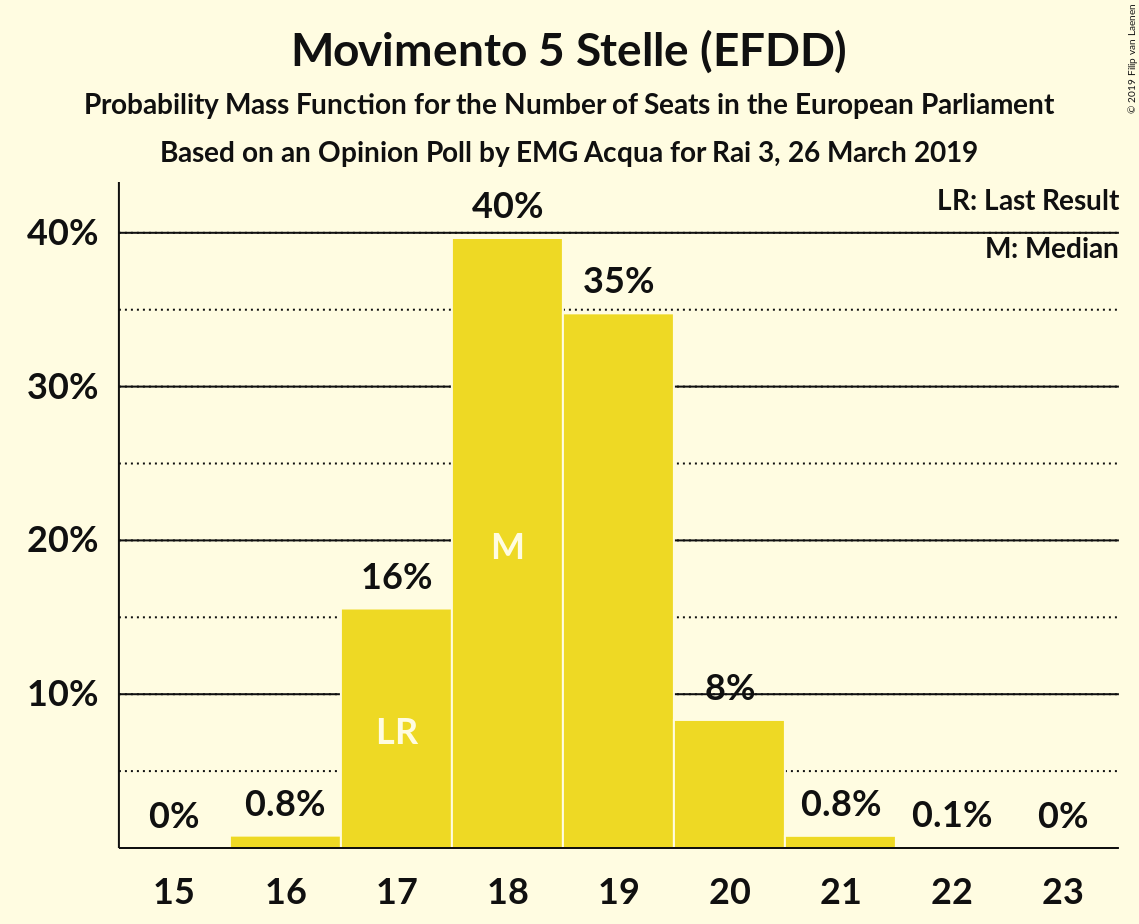 Movimento 5 Stelle (EFDD)
Probability Mass Function for the Number of Seats in the European Parliament
Based on an Opinion Poll by EMG Acqua for Rai 3, 26 March 2019
© 2019 Filip van Laenen
LR: Last Result
M: Median
40%
30%
20%
10%
0%
0.8%
16%
40%
35%
8%
0.8%
0.1%
0%
LR
M
15 16 17 18 19 20 21 22 23